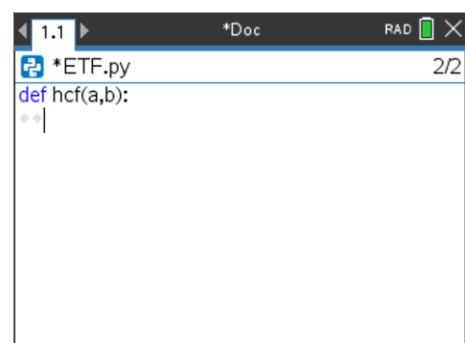 1.1 *Doc RAD
*ETF.py 2/2
def hcf(a,b):